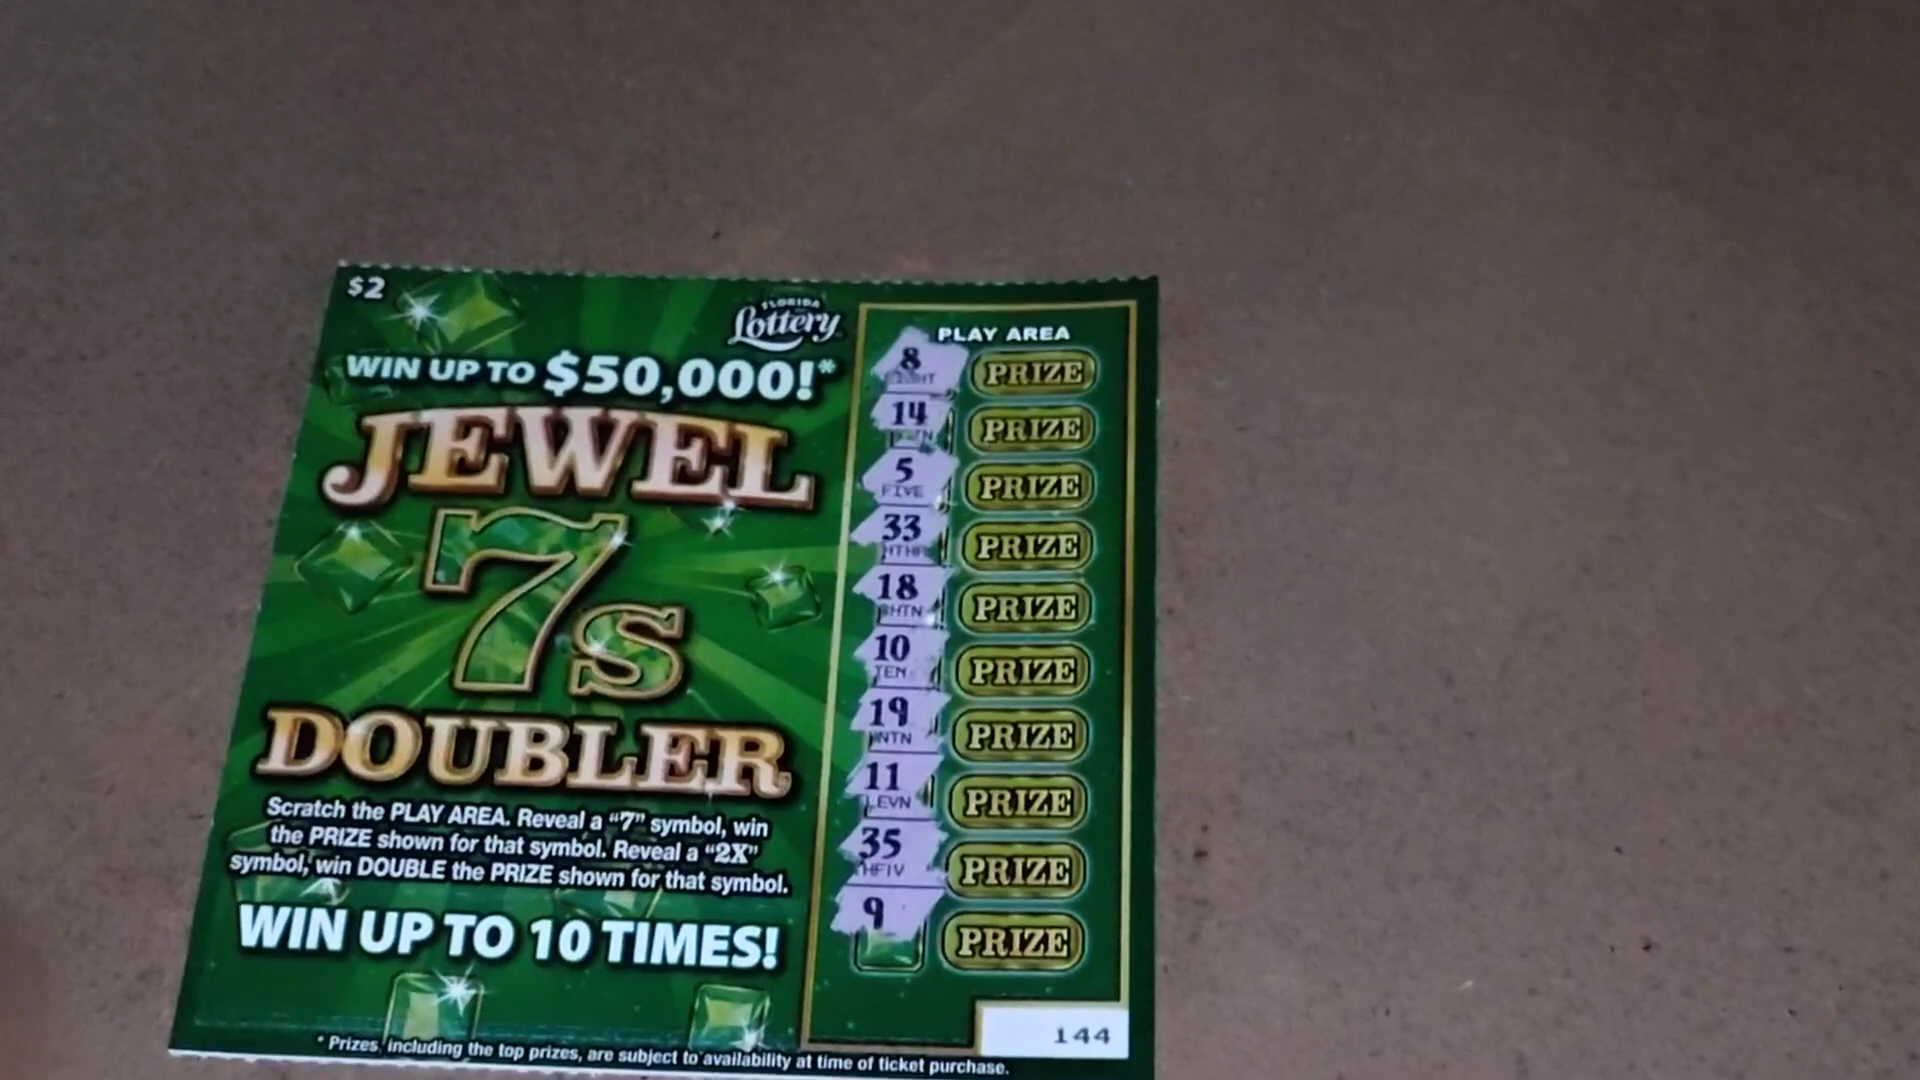 $2
FLORIDA
Lottery
WIN UP TO $50,000!*
JEWEL
7s
DOUBLER
Scratch the PLAY AREA. Reveal a “7” symbol, win
the PRIZE shown for that symbol. Reveal a “2X”
symbol, win DOUBLE the PRIZE shown for that symbol.
WIN UP TO 10 TIMES!
PLAY AREA
8 PRIZE
14 PRIZE
5 PRIZE
FIVE
33 PRIZE
18 PRIZE
10 PRIZE
TEN
19 PRIZE
NTN
11 PRIZE
LEVN
35 PRIZE
HFIV
9 PRIZE
144
* Prizes, including the top prizes, are subject to availability at time of ticket purchase.